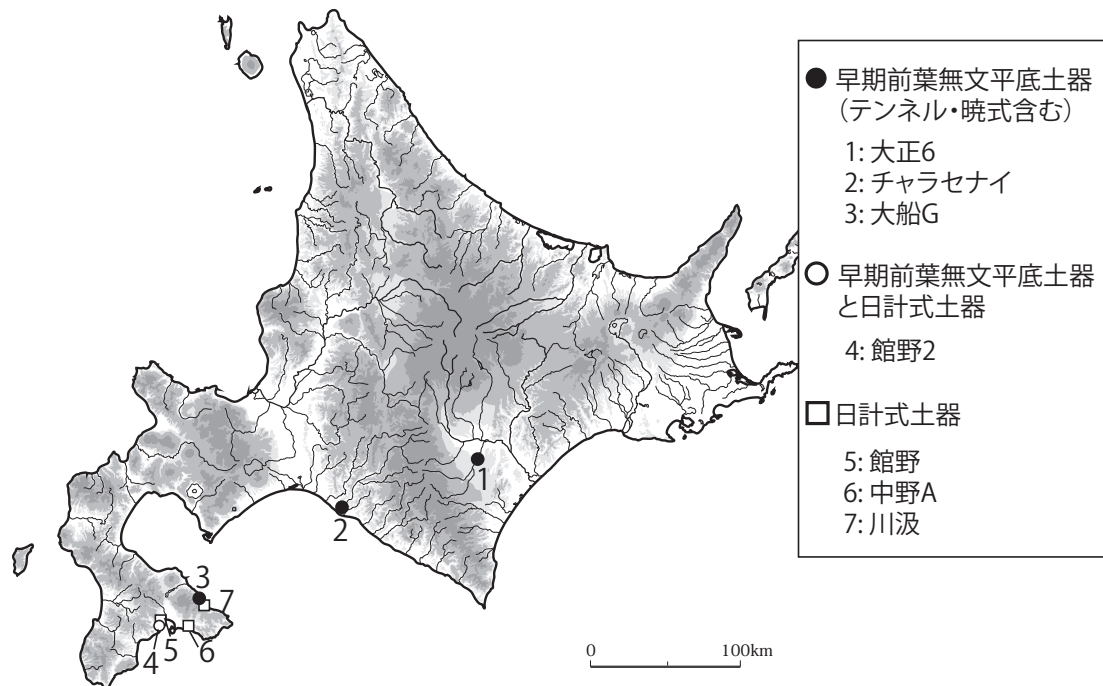 早期前葉無文平底土器
（テンネル・暁式含む）
1: 大正6
2: チャラセナイ
3: 大船G
早期前葉無文平底土器
と日計式土器
4: 館野2
日計式土器
5: 館野
6: 中野A
7: 川汲
1
2
3
7
4
5
6
0
100km